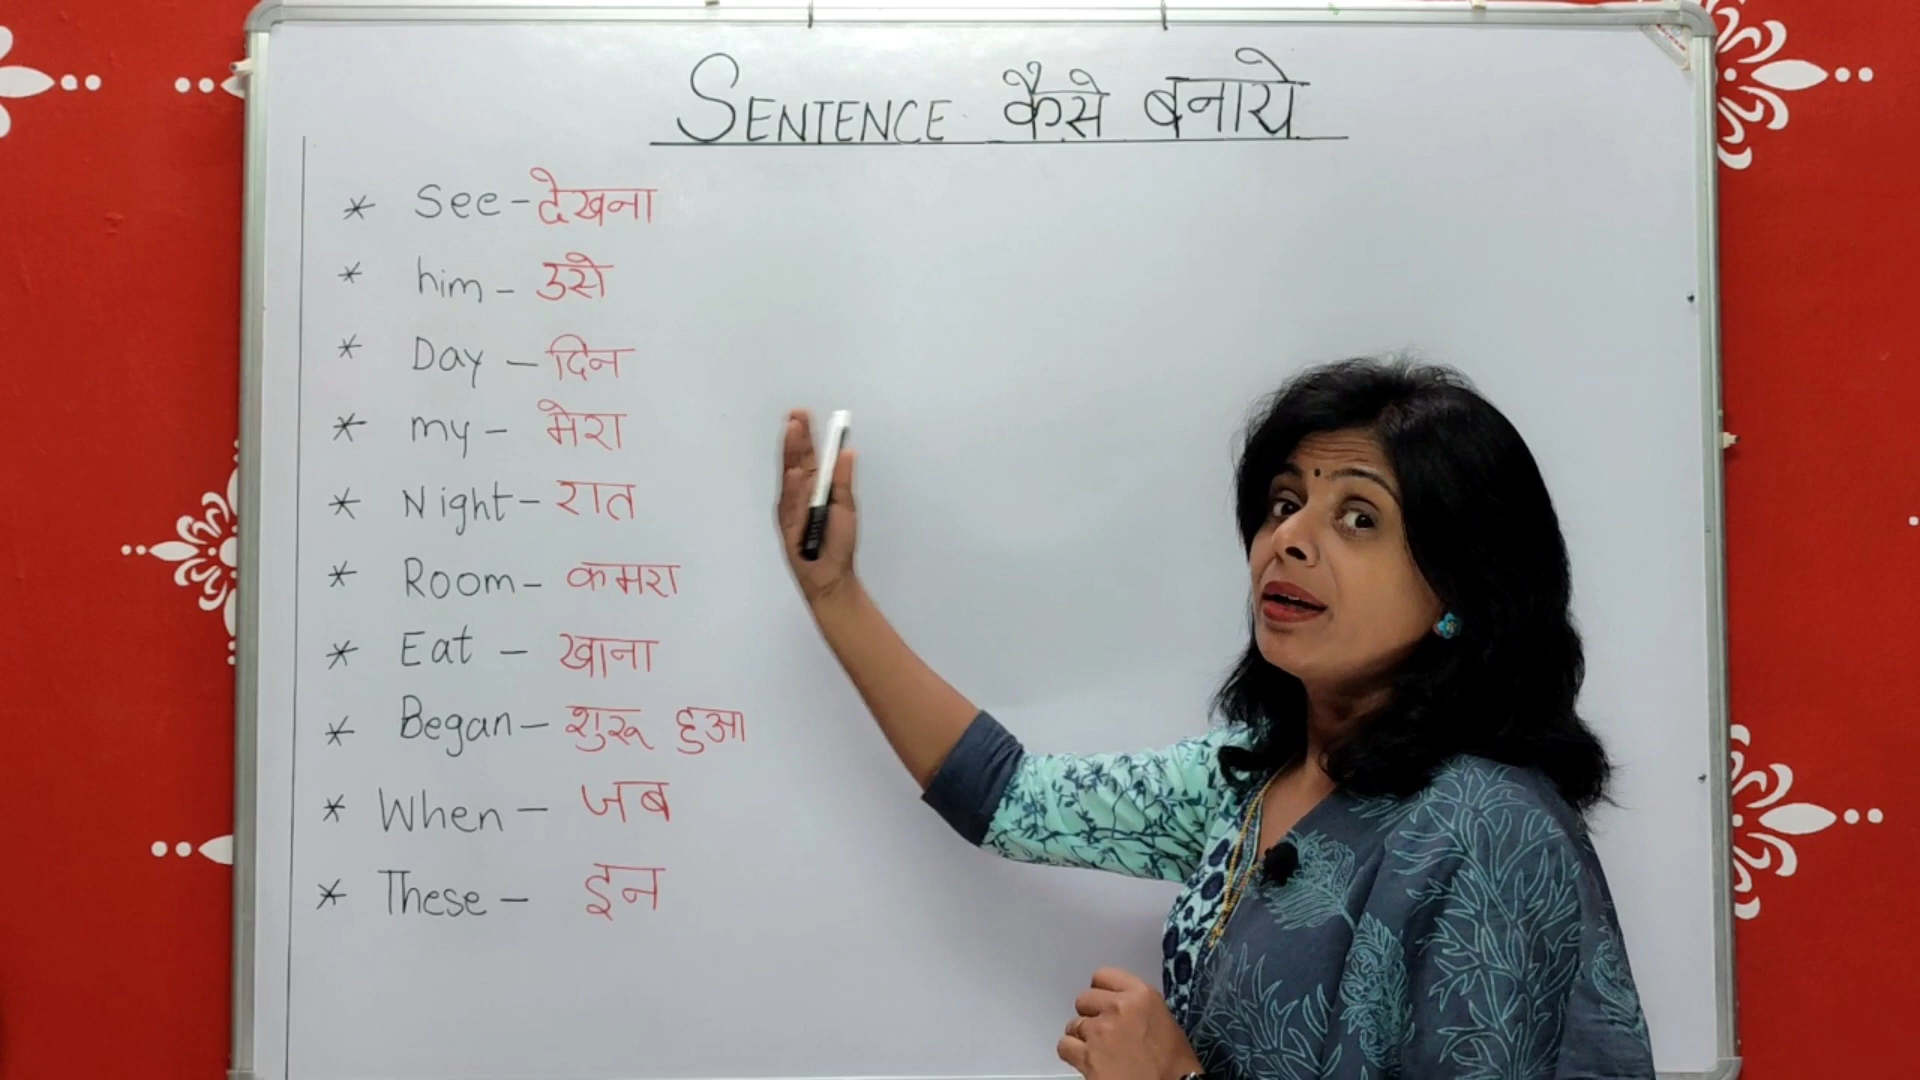 SENTENCE कैसे बनाये
* See - देखना
* him - उसे
* Day - दिन
* my - मेरा
* Night - रात
* Room - कमरा
* Eat - खाना
* Began - शुरू हुआ
* When - जब
* These - इन